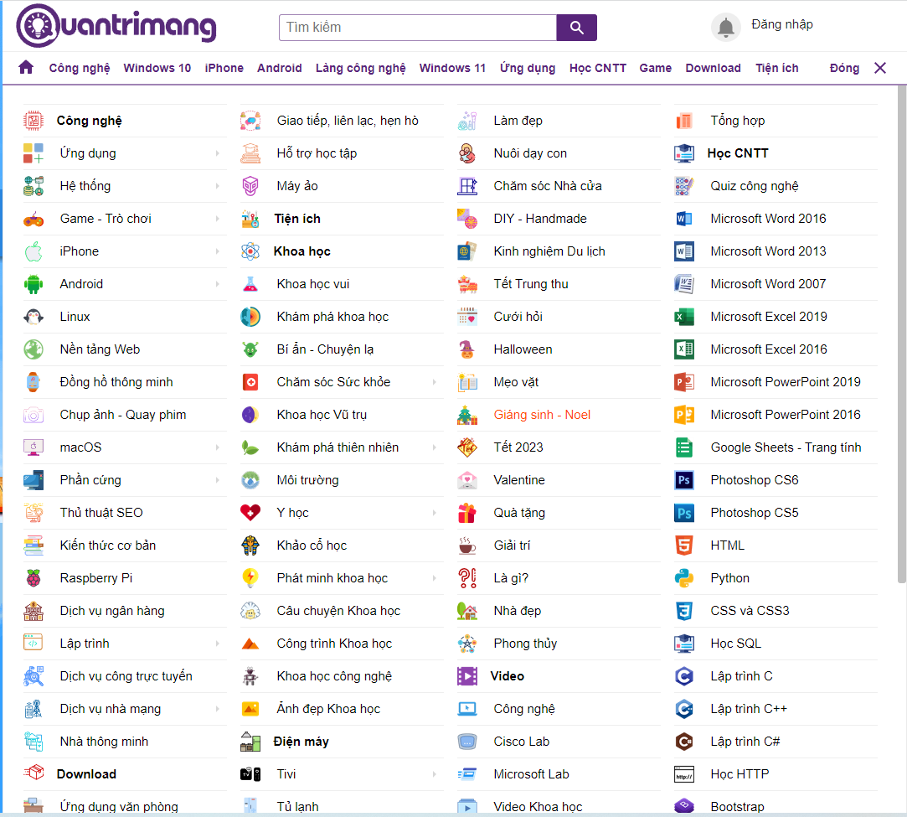 Quantrimang
Tìm kiếm
Đăng nhập
Công nghệ Windows 10 iPhone Android Làng công nghệ Windows 11 Ứng dụng Học CNTT Game Download Tiện ích Đóng
Công nghệ
Ứng dụng
Hệ thống
Game - Trò chơi
iPhone
Android
Linux
Nền tảng Web
Đồng hồ thông minh
Chụp ảnh - Quay phim
macOS
Phần cứng
Thủ thuật SEO
Kiến thức cơ bản
Raspberry Pi
Dịch vụ ngân hàng
Lập trình
Dịch vụ công trực tuyến
Dịch vụ nhà mạng
Nhà thông minh
Download
Ứng dụng văn phòng
Giao tiếp, liên lạc, hẹn hò
Hỗ trợ học tập
Máy ảo
Tiện ích
Khoa học
Khoa học vui
Khám phá khoa học
Bí ẩn - Chuyện lạ
Chăm sóc Sức khỏe
Khoa học Vũ trụ
Khám phá thiên nhiên
Môi trường
Y học
Khảo cổ học
Phát minh khoa học
Câu chuyện Khoa học
Công trình Khoa học
Khoa học công nghệ
Ảnh đẹp Khoa học
Điện máy
Tivi
Tủ lạnh
Làm đẹp
Nuôi dạy con
Chăm sóc Nhà cửa
DIY - Handmade
Kinh nghiệm Du lịch
Tết Trung thu
Cưới hỏi
Halloween
Mẹo vặt
Giáng sinh - Noel
Tết 2023
Valentine
Quà tặng
Giải trí
Là gì?
Nhà đẹp
Phong thủy
Video
Công nghệ
Cisco Lab
Microsoft Lab
Video Khoa học
Tổng hợp
Học CNTT
Quiz công nghệ
Microsoft Word 2016
Microsoft Word 2013
Microsoft Word 2007
Microsoft Excel 2019
Microsoft Excel 2016
Microsoft PowerPoint 2019
Microsoft PowerPoint 2016
Google Sheets - Trang tính
Photoshop CS6
Photoshop CS5
HTML
Python
CSS và CSS3
Học SQL
Lập trình C
Lập trình C++
Lập trình C#
Học HTTP
Bootstrap